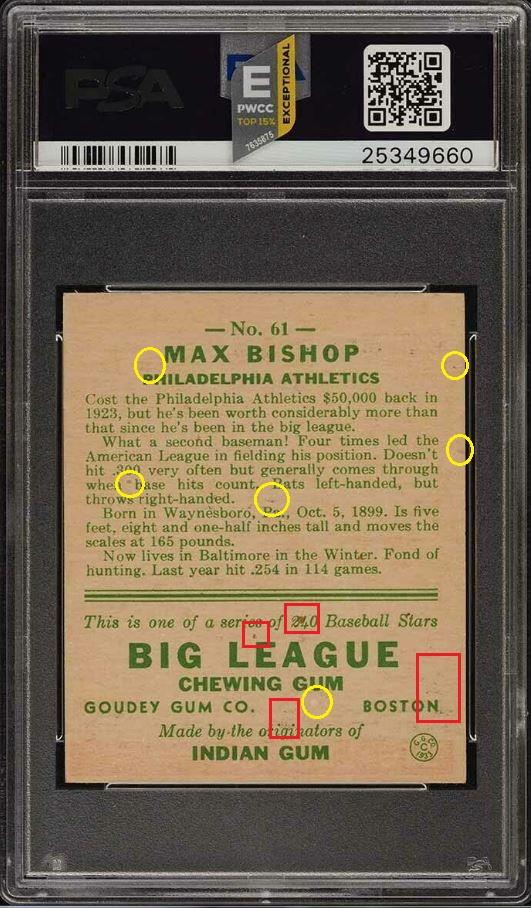 PSA
E
PWCC
TOP 15%
EXCEPTIONAL
7635675
25349660
— No. 61 —
MAX BISHOP
PHILADELPHIA ATHLETICS
Cost the Philadelphia Athletics $50,000 back in
1923, but he's been worth considerably more than
that since he's been in the big league.
What a second baseman! Four times led the
American League in fielding his position. Doesn't
hit .300 very often but generally comes through
when base hits count. Bats left-handed, but
throws right-handed.
Born in Waynesboro, Pa., Oct. 5, 1899. Is five
feet, eight and one-half inches tall and moves the
scales at 165 pounds.
Now lives in Baltimore in the Winter. Fond of
hunting. Last year hit .254 in 114 games.
This is one of a series of 240 Baseball Stars
BIG LEAGUE
CHEWING GUM
GOUDEY GUM CO. BOSTON
Made by the originators of
INDIAN GUM
G.G.CO.
C
1933
PSA